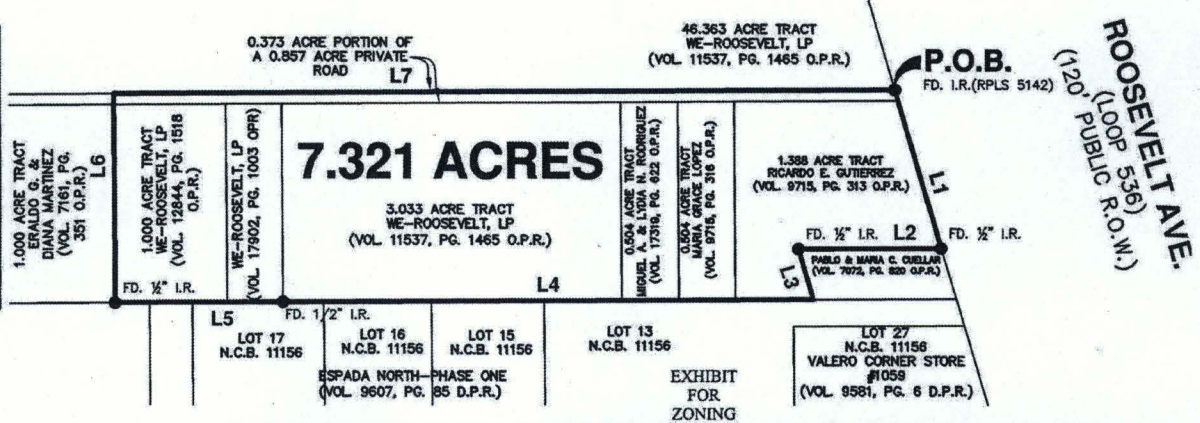 46.363 ACRE TRACT
WE-ROOSEVELT, LP
(VOL. 11537, PG. 1465 O.P.R.)
0.373 ACRE PORTION OF
A 0.857 ACRE PRIVATE
ROAD
L7
P.O.B.
FD. I.R.(RPLS 5142)
ROOSEVELT AVE.
(LOOP 536)
(120' PUBLIC R.O.W.)
1.000 ACRE TRACT
ERALDO G. &
DIANA MARTINEZ
(VOL. 7161, PG,
351 O.P.R.)
L6
1.000 ACRE TRACT
WE-ROOSEVELT, LP
(VOL. 12844, PG. 1518
O.P.R.)
WE-ROOSEVELT, LP
(VOL. 17902, PG. 1003 OPR)
7.321 ACRES
3.033 ACRE TRACT
WE-ROOSEVELT, LP
(VOL. 11537, PG. 1465 O.P.R.)
0.504 ACRE TRACT
MIGUEL A. & LYDIA N. RODRIGUEZ
(VOL. 17319, PG. 622 O.P.R.)
0.504 ACRE TRACT
MARIA GRACE LOPEZ
(VOL. 9715, PG. 316 O.P.R.)
1.388 ACRE TRACT
RICARDO E. GUTIERREZ
(VOL. 9715, PG. 313 O.P.R.)
L1
FD. ½" I.R.
L2
FD. ½" I.R.
PABLO & MARIA C. CUELLAR
(VOL. 7072, PG. 820 O.P.R.)
L3
L4
FD. ½" I.R.
L5
FD. 1/2" I.R.
LOT 17
N.C.B. 11156
LOT 16
N.C.B. 11156
LOT 15
N.C.B. 11156
LOT 13
N.C.B. 11156
LOT 27
N.C.B. 11156
VALERO CORNER STORE
#1059
(VOL. 9581, PG. 6 D.P.R.)
ESPADA NORTH-PHASE ONE
(VOL. 9607, PG. 85 D.P.R.)
EXHIBIT
FOR
ZONING